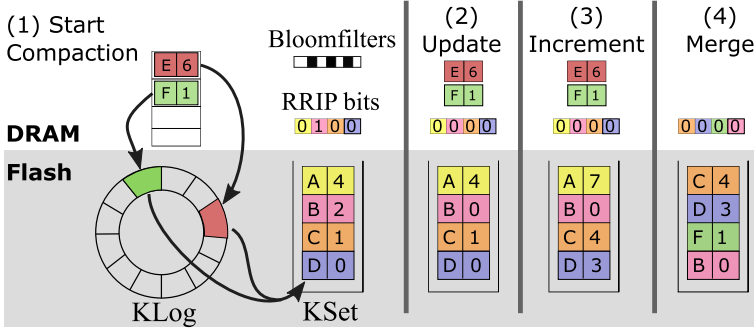 (1) Start Compaction
E 6
F 1
DRAM
Flash
KLog
Bloomfilters
RRIP bits
0 1 0 0
A 4
B 2
C 1
D 0
KSet
(2) Update
E 6
F 1
0 0 0 0
A 4
B 0
C 1
D 0
(3) Increment
E 6
F 1
0 0 0 0
A 7
B 0
C 4
D 3
(4) Merge
0 0 0 0
C 4
D 3
F 1
B 0